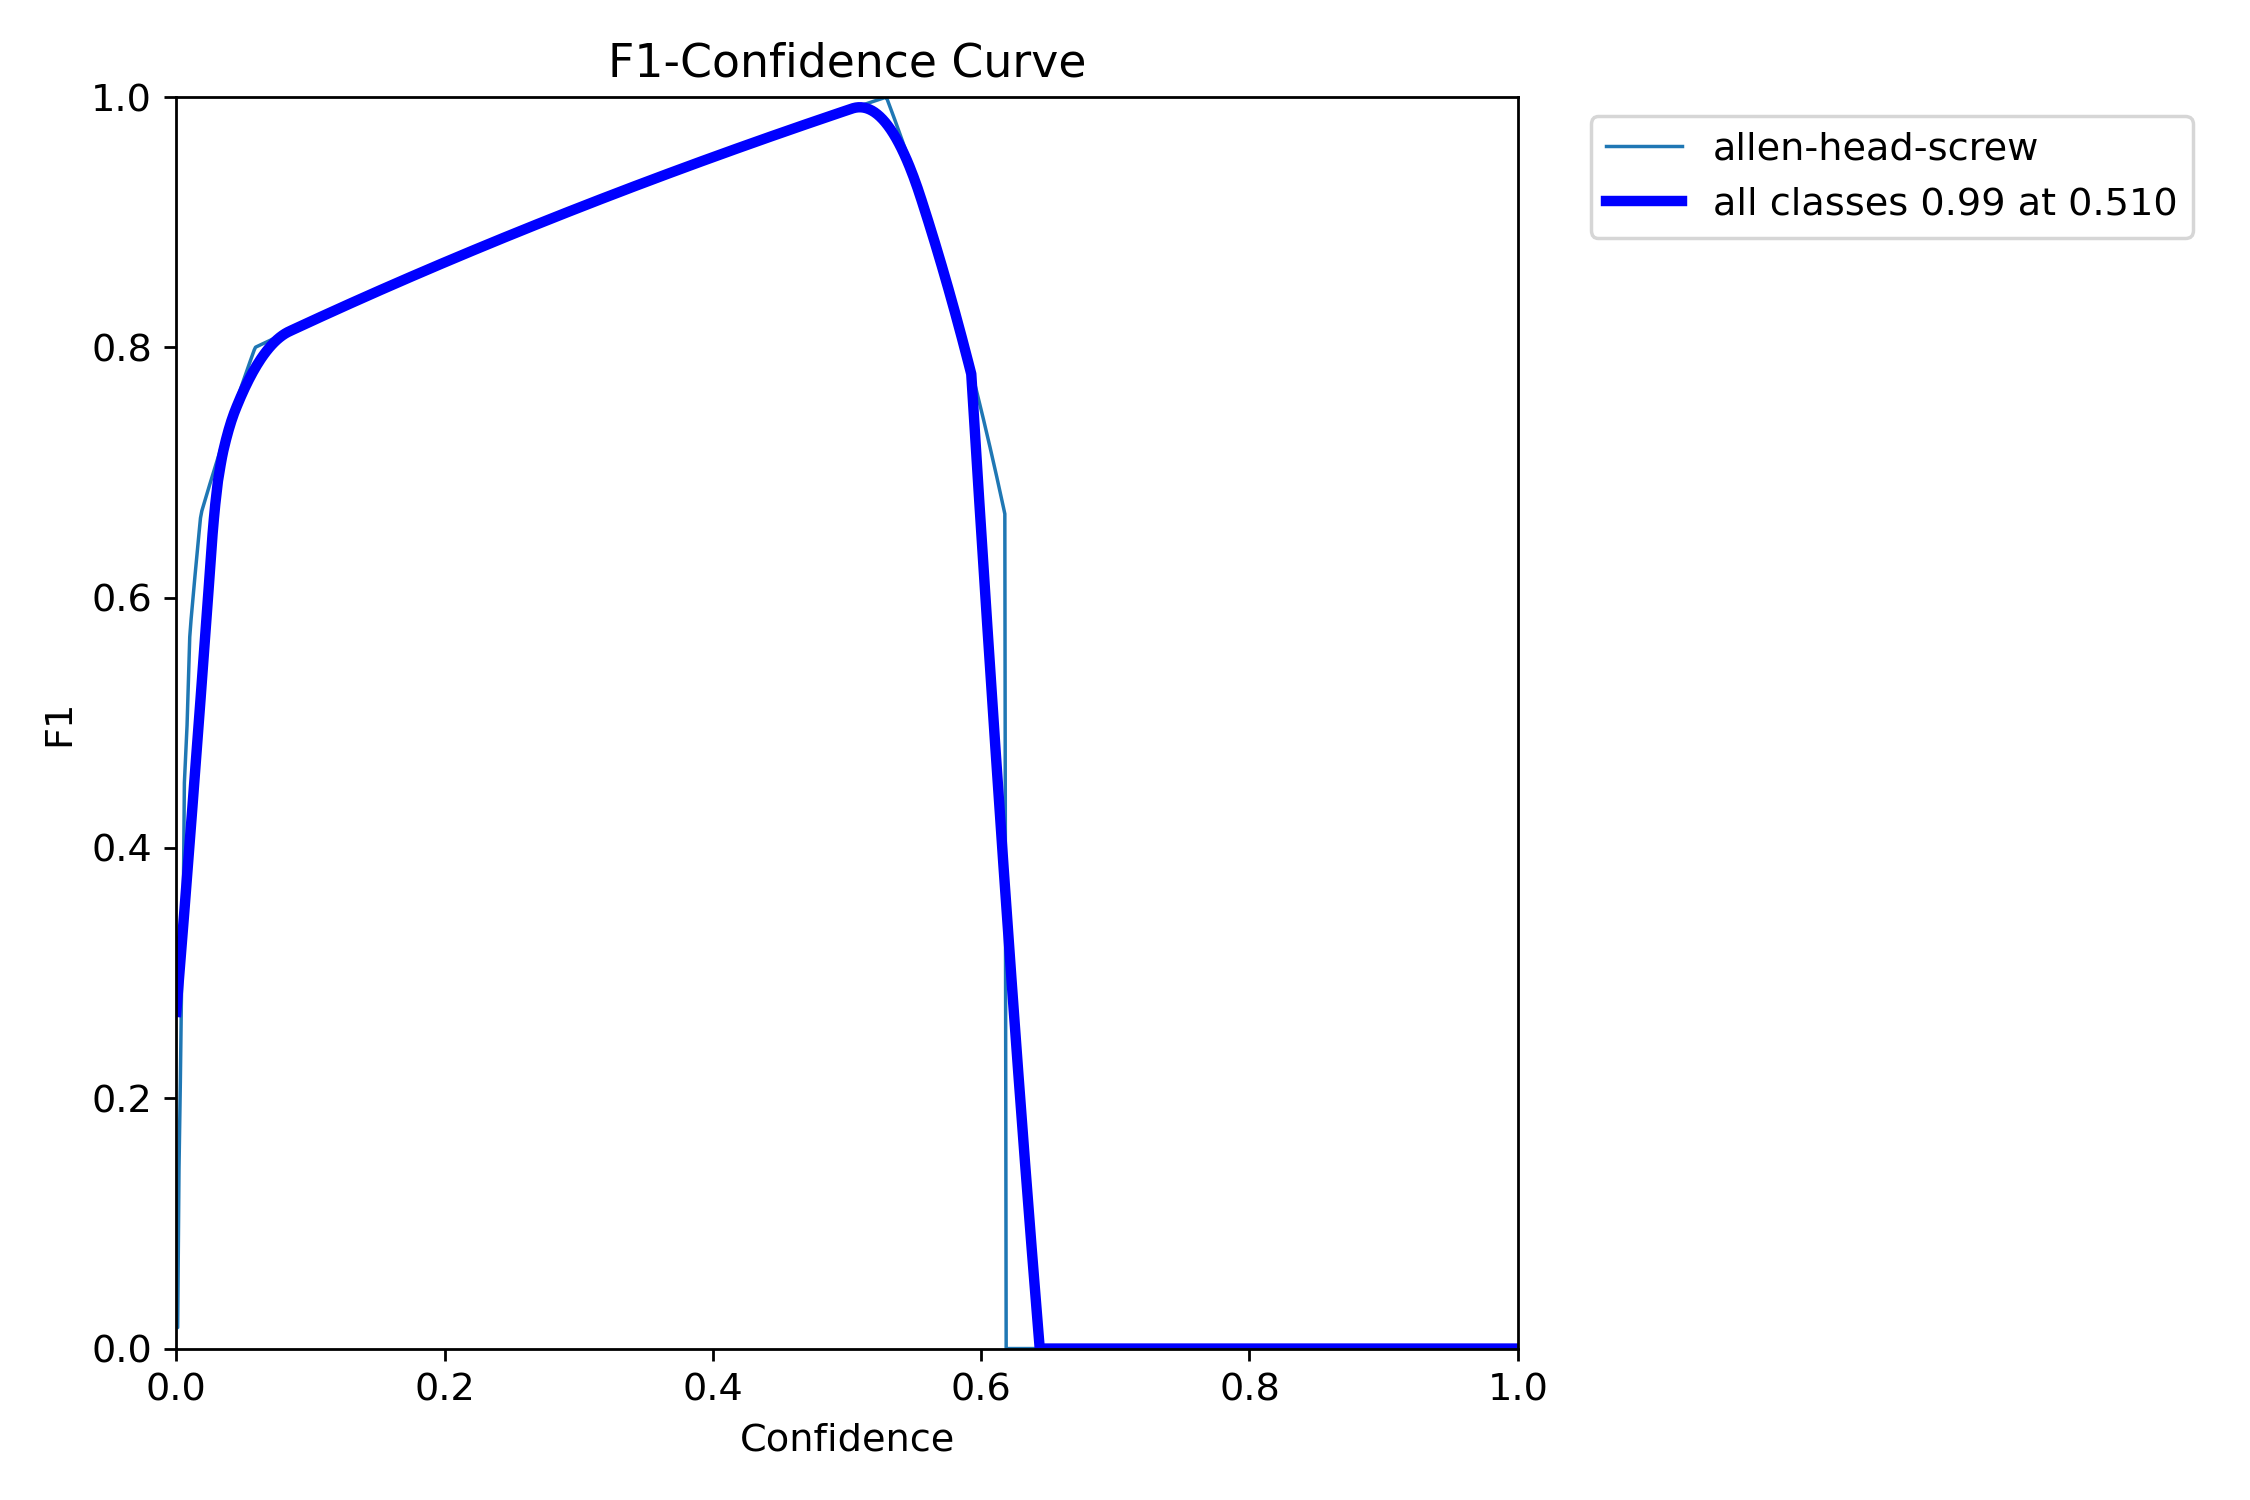 F1-Confidence Curve
allen-head-screw
all classes 0.99 at 0.510
1.0
0.8
0.6
0.4
0.2
0.0
F1
0.0 0.2 0.4 0.6 0.8 1.0
Confidence